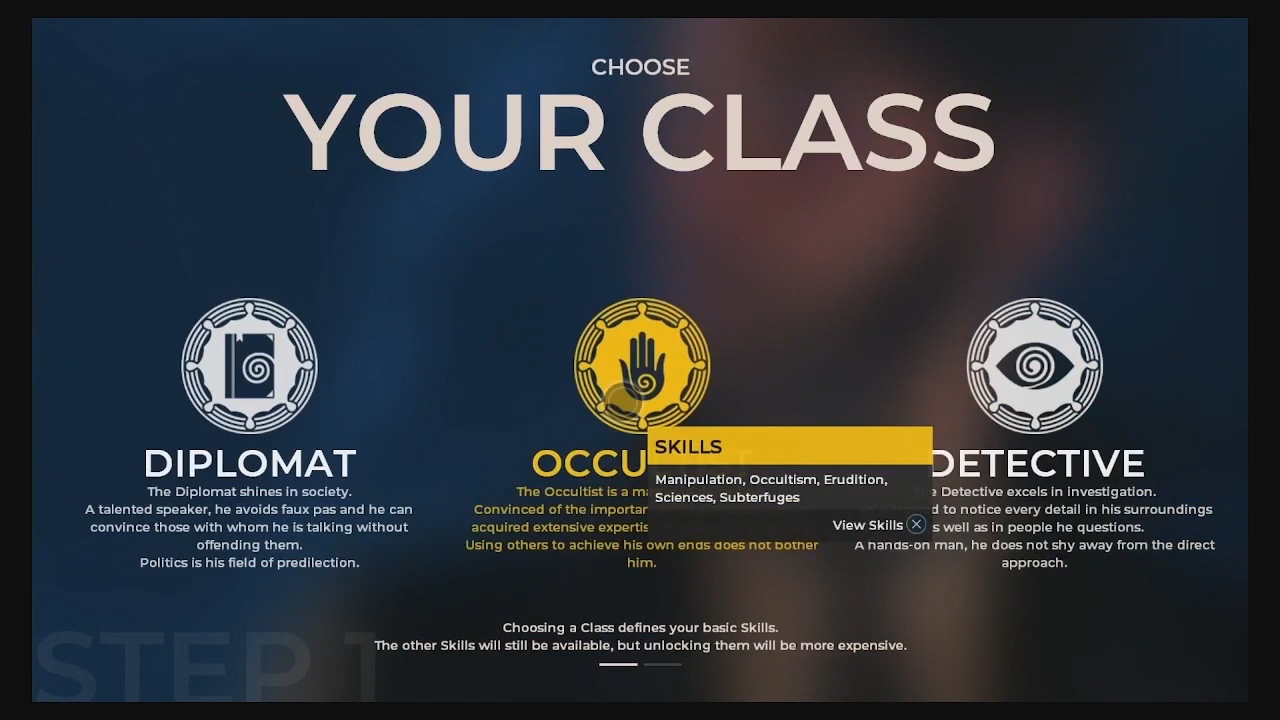 CHOOSE
YOUR CLASS
DIPLOMAT
The Diplomat shines in society.
A talented speaker, he avoids faux pas and he can
convince those with whom he is talking without
offending them.
Politics is his field of predilection.
The Occultist is a
Convinced of the
acquired extensive
Using others to achieve his own ends does not bother
him.
SKILLS
Manipulation, Occultism, Erudition,
Sciences, Subterfuges
View Skills
DETECTIVE
Detective excels in investigation.
to notice every detail in his surroundings
well as in people he questions.
A hands-on man, he does not shy away from the direct
approach.
Choosing a Class defines your basic Skills.
The other Skills will still be available, but unlocking them will be more expensive.
STEP 1